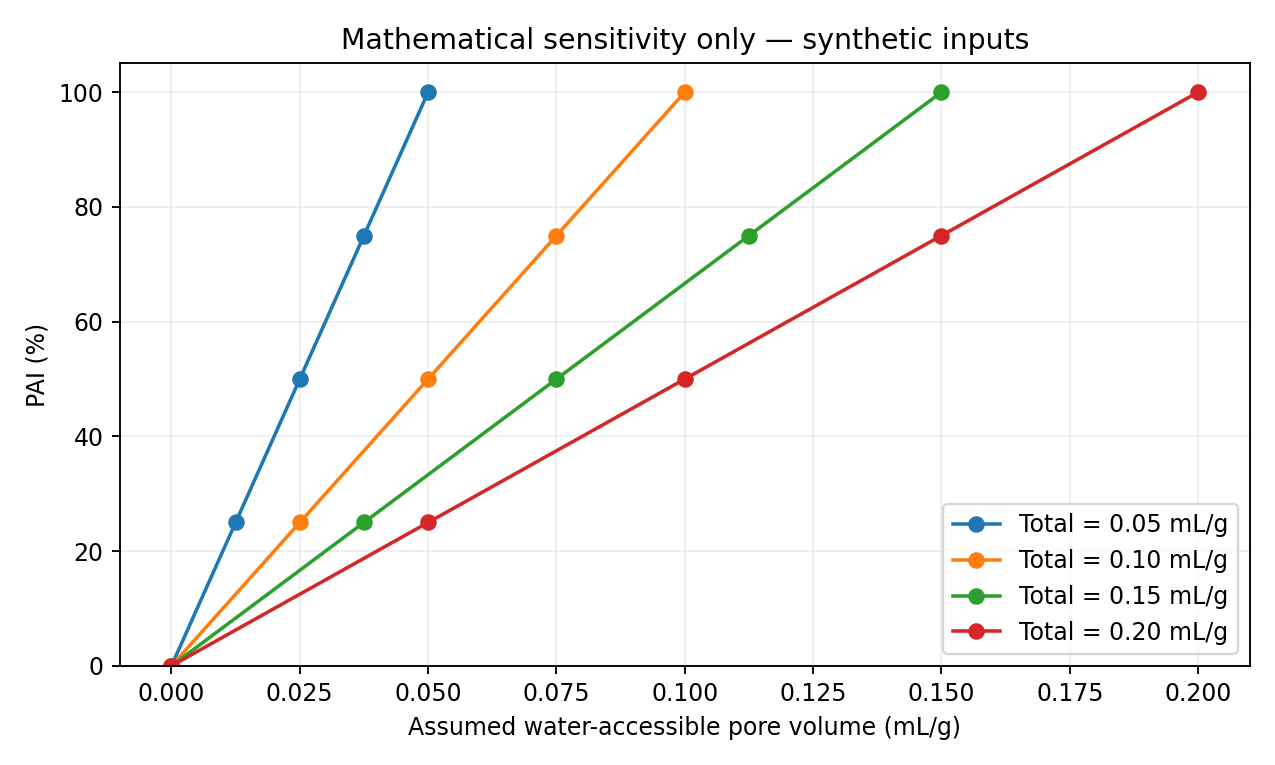 Mathematical sensitivity only — synthetic inputs
PAI (%)
100
80
60
40
20
0
0.000 0.025 0.050 0.075 0.100 0.125 0.150 0.175 0.200
Assumed water-accessible pore volume (mL/g)
Total = 0.05 mL/g
Total = 0.10 mL/g
Total = 0.15 mL/g
Total = 0.20 mL/g